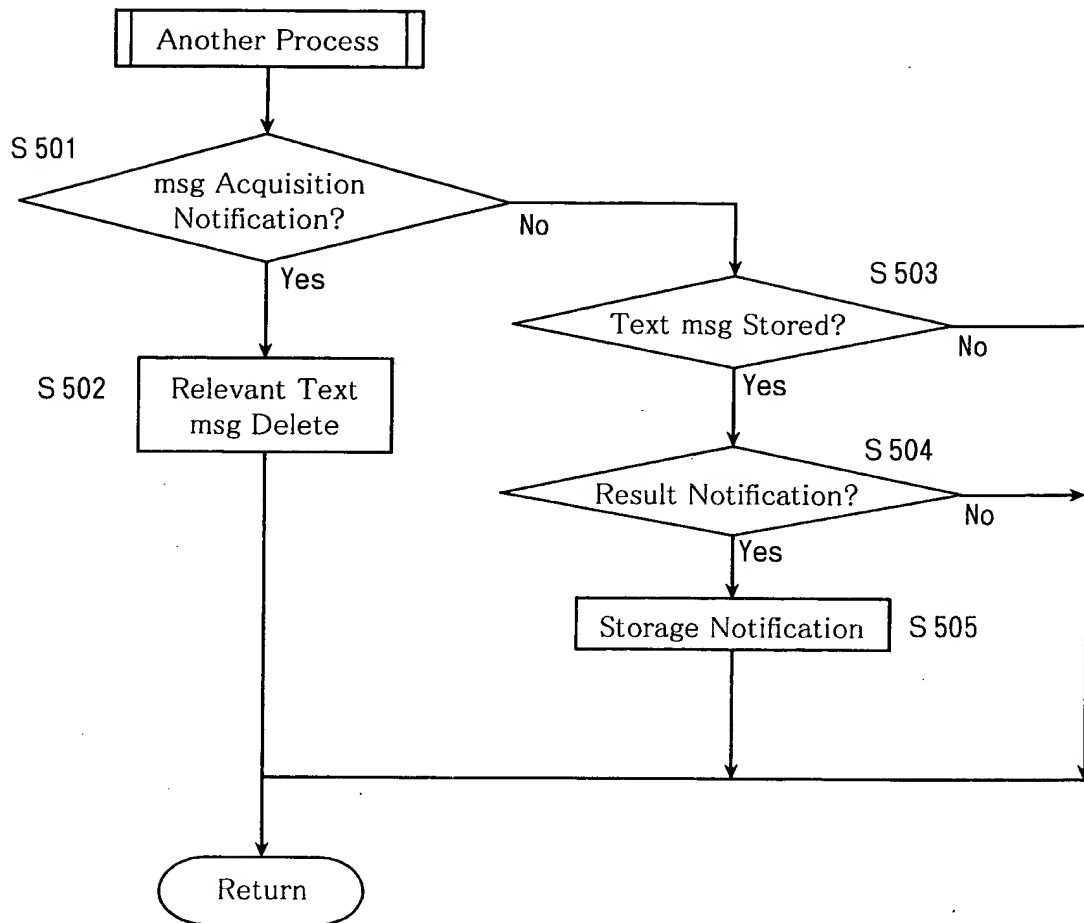 Another Process
S 501
msg Acquisition
Notification?
No
Yes
S 503
Text msg Stored?
No
Yes
S 502
Relevant Text
msg Delete
S 504
Result Notification?
No
Yes
Storage Notification
S 505
Return